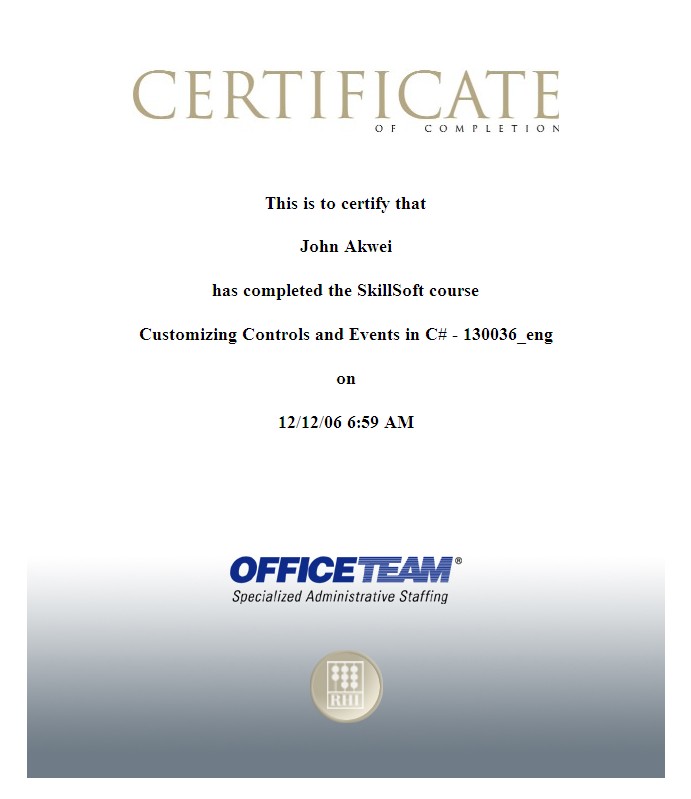 CERTIFICATE
OF COMPLETION
This is to certify that
John Akwei
has completed the SkillSoft course
Customizing Controls and Events in C# - 130036_eng
on
12/12/06 6:59 AM
OFFICETEAM®
Specialized Administrative Staffing
RHI